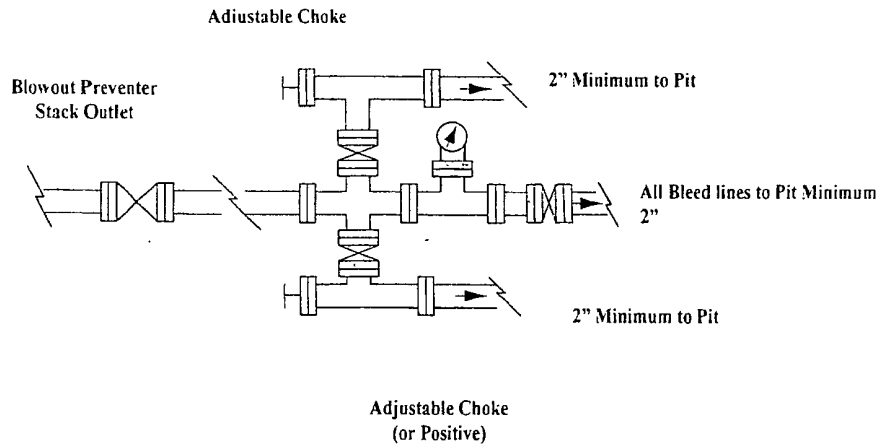 Adiustable Choke
2” Minimum to Pit
Blowout Preventer
Stack Outlet
All Bleed lines to Pit Minimum
2”
2” Minimum to Pit
Adjustable Choke
(or Positive)